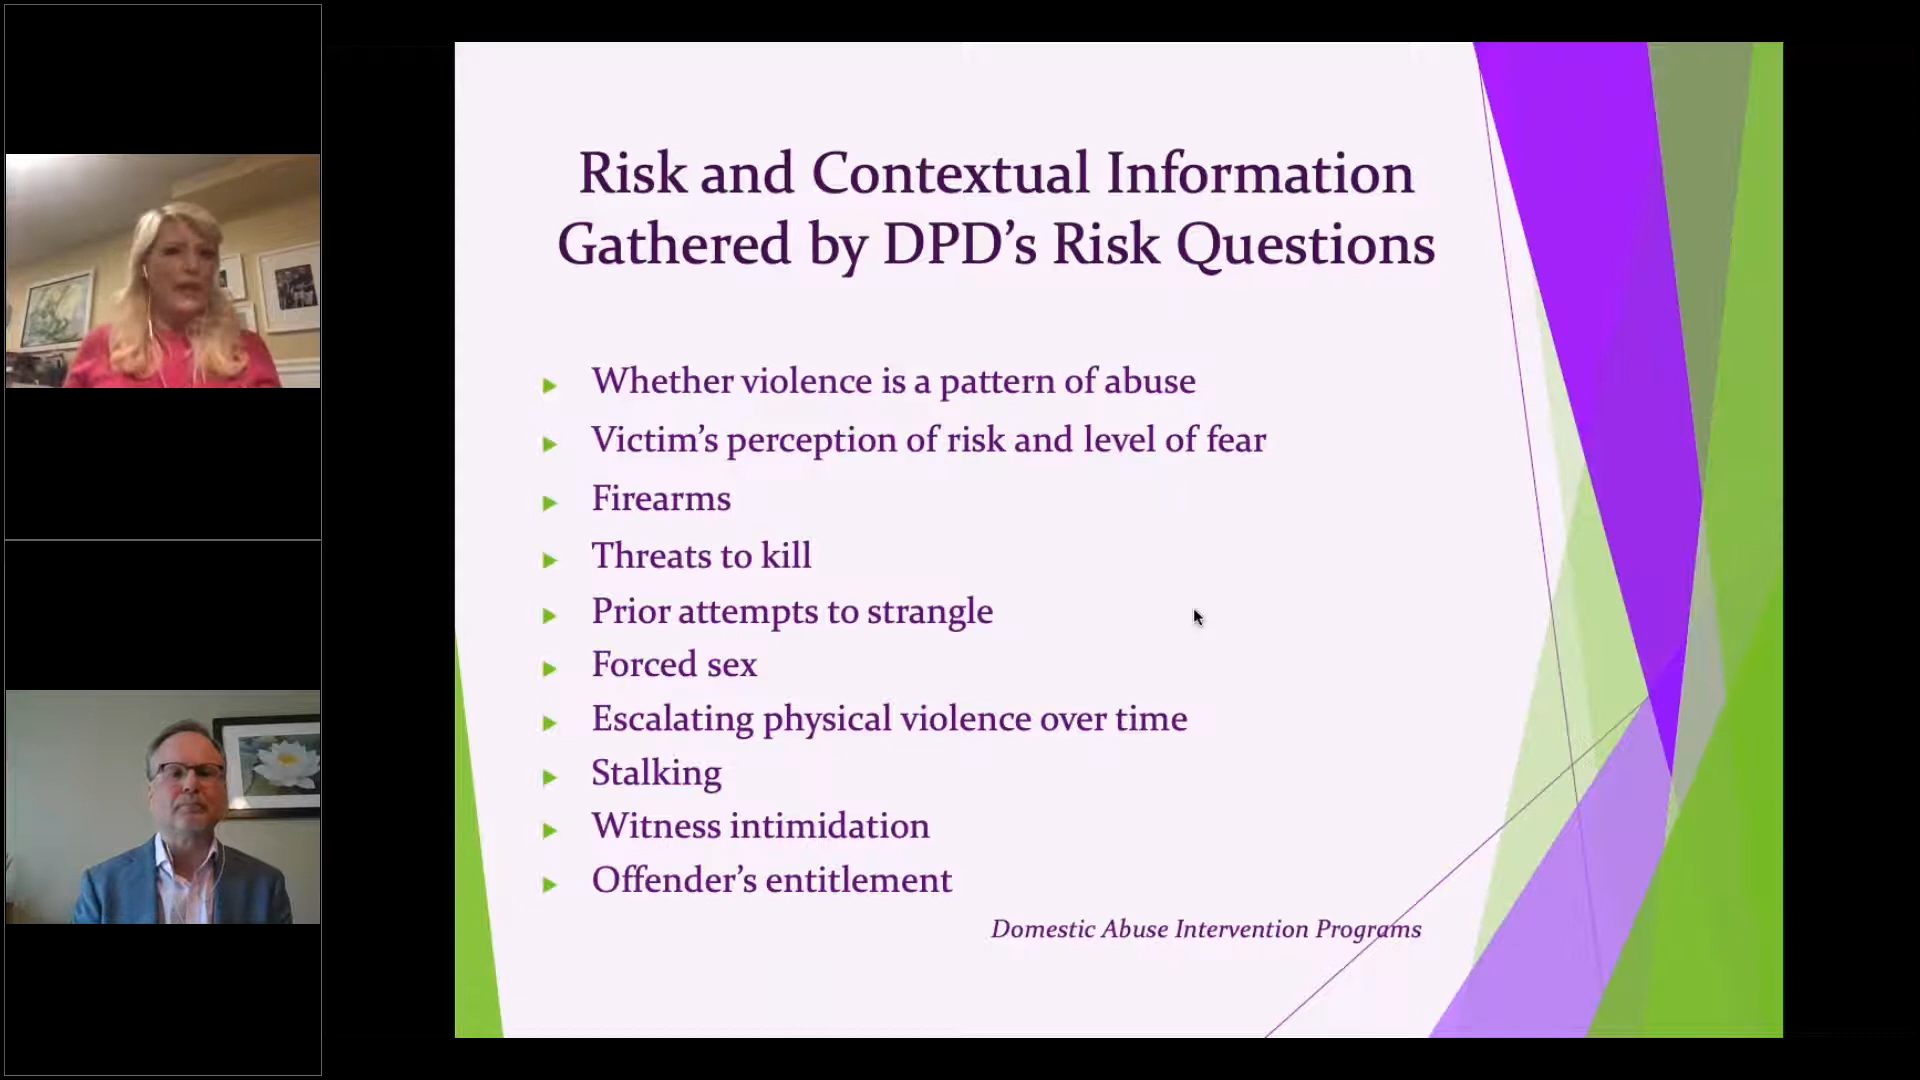 Risk and Contextual Information
Gathered by DPD’s Risk Questions
Whether violence is a pattern of abuse
Victim’s perception of risk and level of fear
Firearms
Threats to kill
Prior attempts to strangle
Forced sex
Escalating physical violence over time
Stalking
Witness intimidation
Offender’s entitlement
Domestic Abuse Intervention Programs